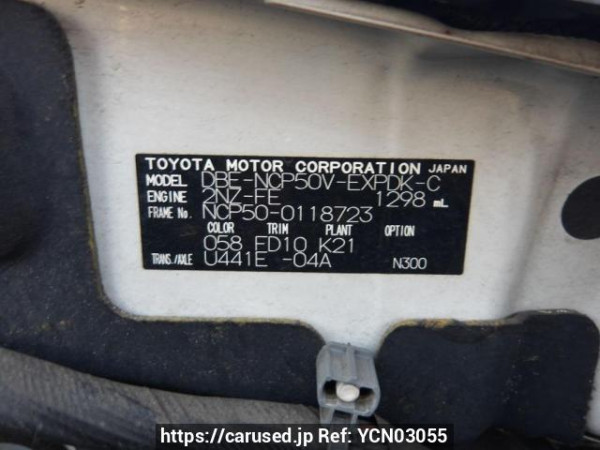 TOYOTA MOTOR CORPORATION JAPAN
MODEL DBE-NCP50V-EXPDK-C
ENGINE 2NZ-FE 1298 mL
FRAME No. NCP50-0118723
COLOR TRIM PLANT OPTION
058 FD10 K21
TRANS./AXLE U441E -04A N300
https://carused.jp Ref: YCN03055